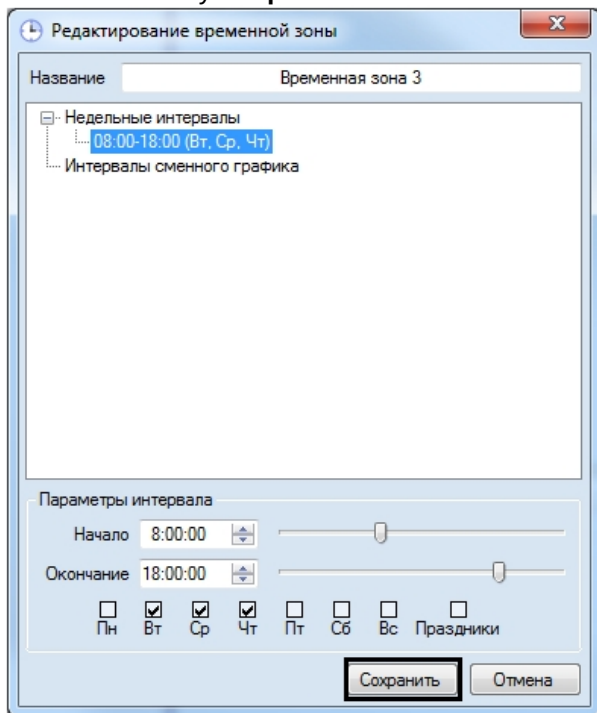 Редактирование временной зоны
Название Временная зона 3
Недельные интервалы
08:00-18:00 (Вт, Ср, Чт)
Интервалы сменного графика
Параметры интервала
Начало 8:00:00
Окончание 18:00:00
Пн Вт Ср Чт Пт Сб Вс Праздники
Сохранить Отмена